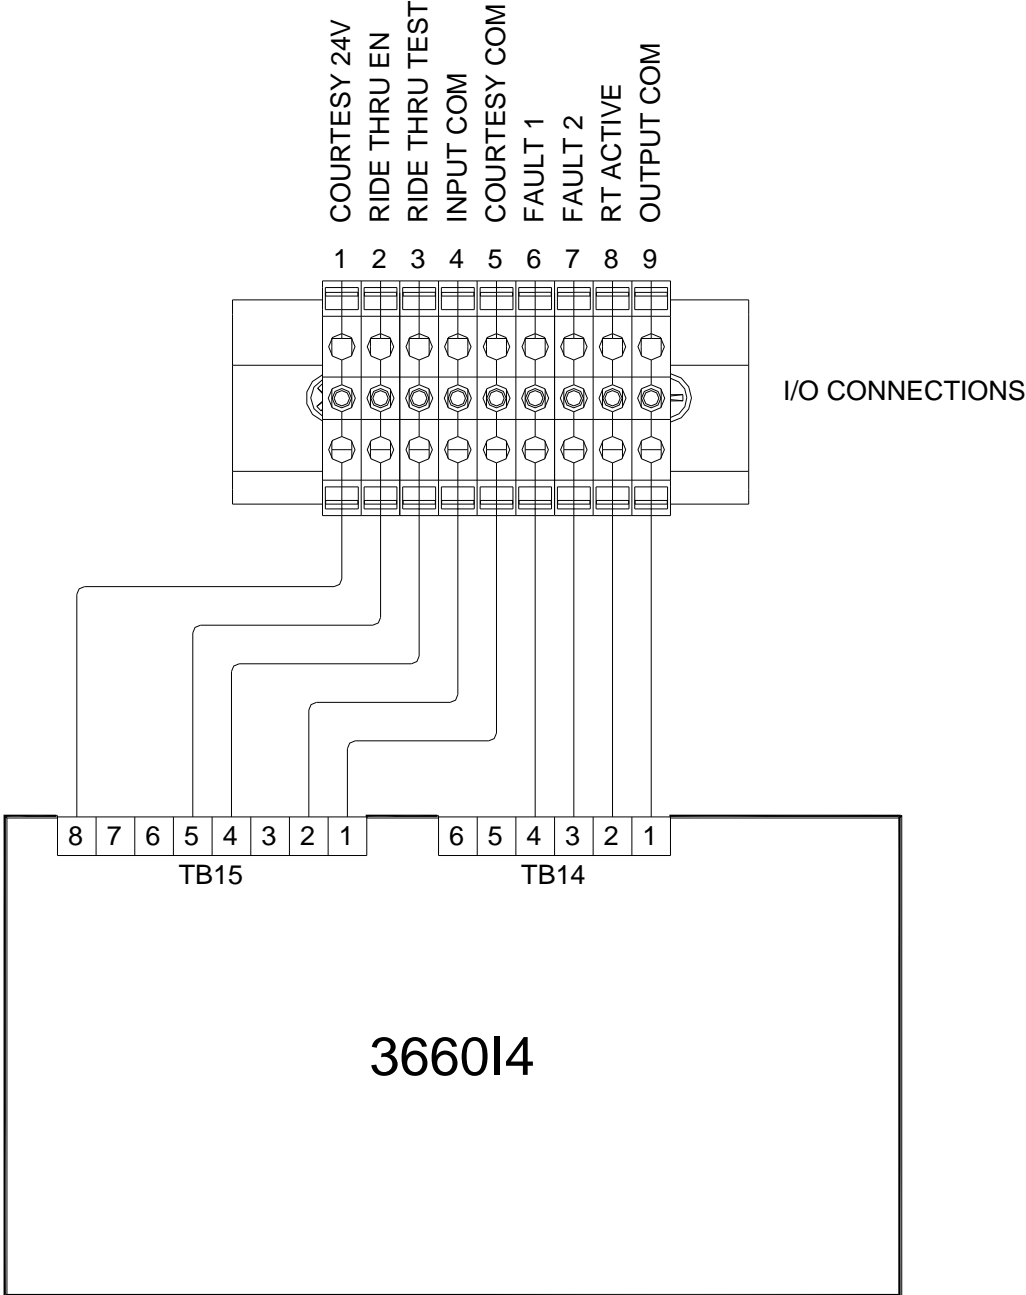 COURTESY 24V
RIDE THRU EN
RIDE THRU TEST
INPUT COM
COURTESY COM
FAULT 1
FAULT 2
RT ACTIVE
OUTPUT COM
1 2 3 4 5 6 7 8 9
I/O CONNECTIONS
8 7 6 5 4 3 2 1 6 5 4 3 2 1
TB15 TB14
3660I4